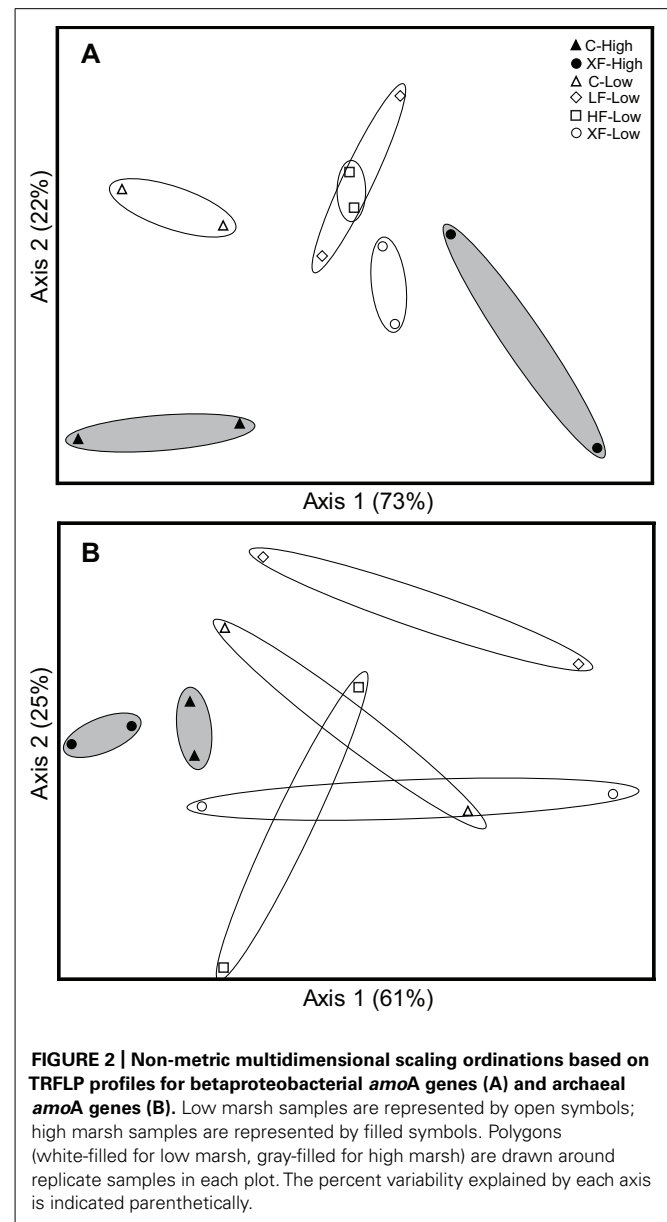 A
▲ C-High
● XF-High
△ C-Low
◇ LF-Low
□ HF-Low
○ XF-Low
Axis 2 (22%)
Axis 1 (73%)
B
Axis 2 (25%)
Axis 1 (61%)
FIGURE 2 | Non-metric multidimensional scaling ordinations based on
TRFLP profiles for betaproteobacterial amoA genes (A) and archaeal
amoA genes (B). Low marsh samples are represented by open symbols;
high marsh samples are represented by filled symbols. Polygons
(white-filled for low marsh, gray-filled for high marsh) are drawn around
replicate samples in each plot. The percent variability explained by each axis
is indicated parenthetically.